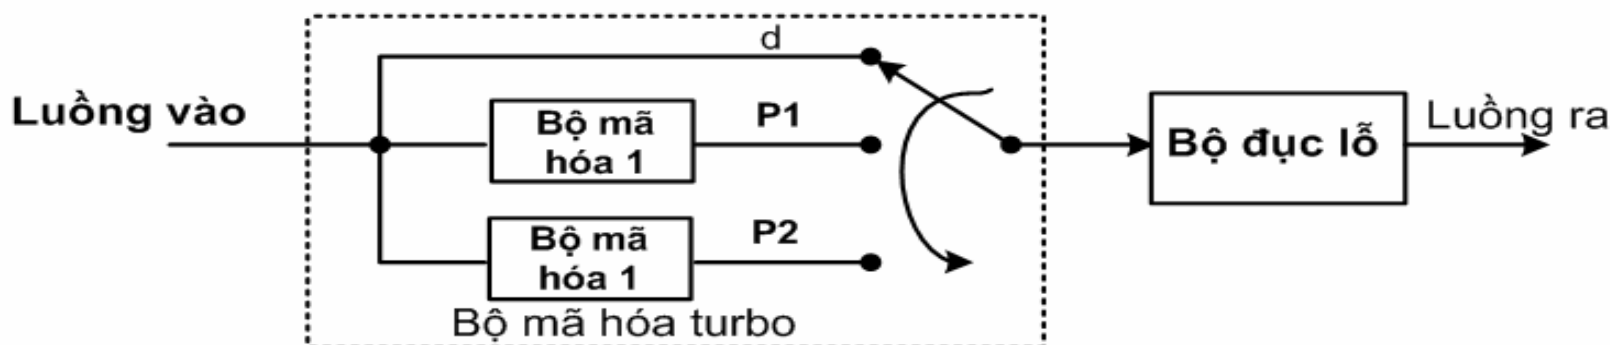 d
Luồng vào
Bộ mã
hóa 1
P1
Bộ đục lỗ
Luồng ra
Bộ mã
hóa 1
P2
Bộ mã hóa turbo